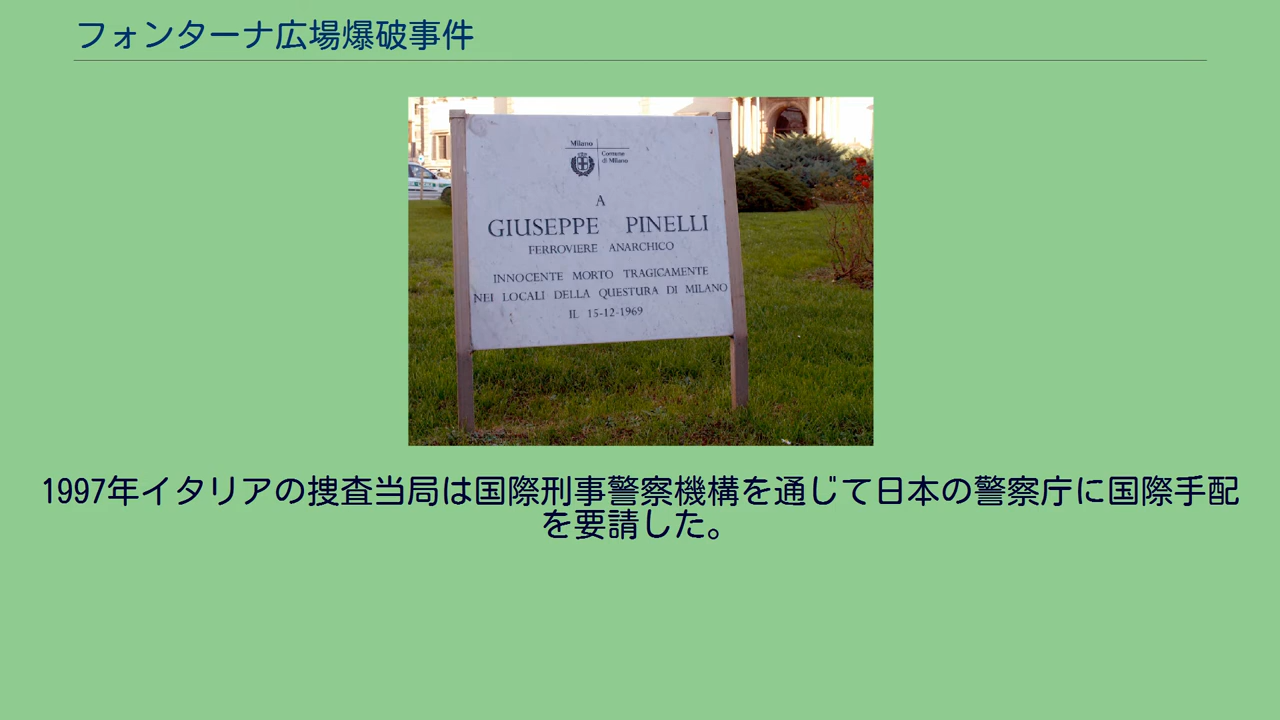 フォンターナ広場爆破事件
Milano
Comune
di Milano
A
GIUSEPPE PINELLI
FERROVIERE ANARCHICO
INNOCENTE MORTO TRAGICAMENTE
NEI LOCALI DELLA QUESTURA DI MILANO
IL 15-12-1969
1997年イタリアの捜査当局は国際刑事警察機構を通じて日本の警察庁に国際手配
を要請した。